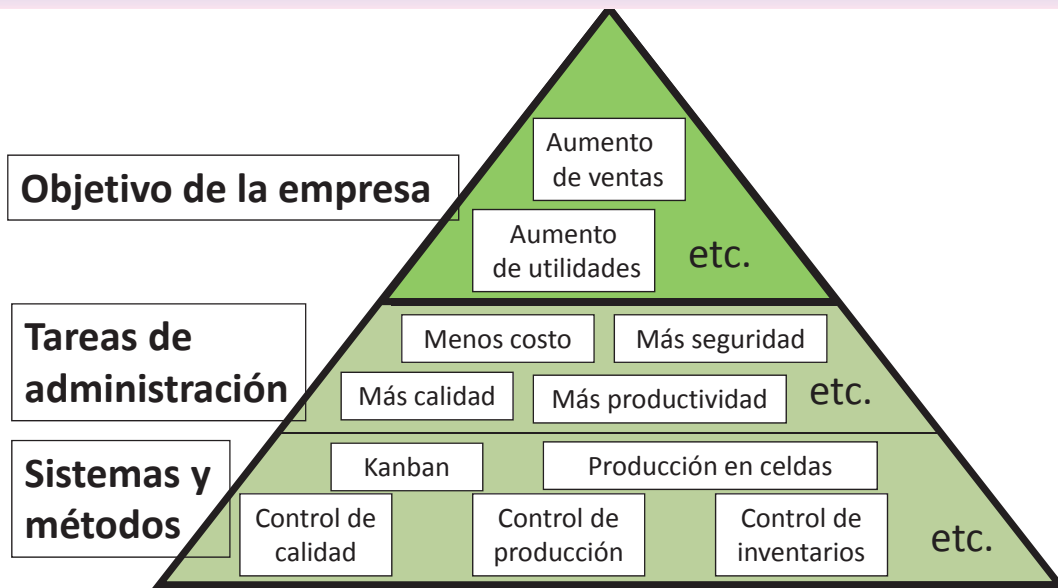 Aumento
de ventas
Objetivo de la empresa
Aumento
de utilidades
etc.
Tareas de
administración
Menos costo
Más seguridad
Más calidad
Más productividad
etc.
Sistemas y
métodos
Kanban
Producción en celdas
Control de
calidad
Control de
producción
Control de
inventarios
etc.